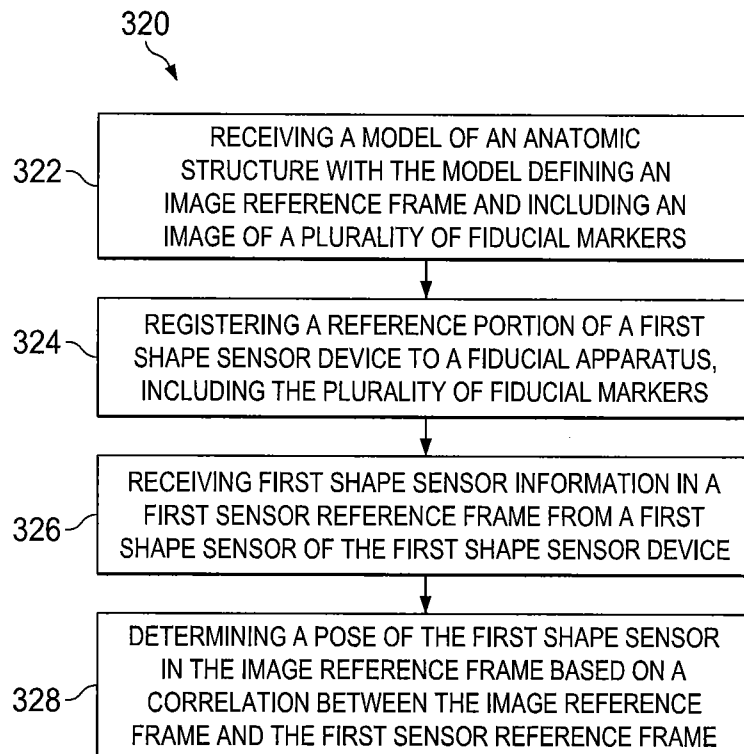 320
322
RECEIVING A MODEL OF AN ANATOMIC
STRUCTURE WITH THE MODEL DEFINING AN
IMAGE REFERENCE FRAME AND INCLUDING AN
IMAGE OF A PLURALITY OF FIDUCIAL MARKERS
324
REGISTERING A REFERENCE PORTION OF A FIRST
SHAPE SENSOR DEVICE TO A FIDUCIAL APPARATUS,
INCLUDING THE PLURALITY OF FIDUCIAL MARKERS
326
RECEIVING FIRST SHAPE SENSOR INFORMATION IN A
FIRST SENSOR REFERENCE FRAME FROM A FIRST
SHAPE SENSOR OF THE FIRST SHAPE SENSOR DEVICE
328
DETERMINING A POSE OF THE FIRST SHAPE SENSOR
IN THE IMAGE REFERENCE FRAME BASED ON A
CORRELATION BETWEEN THE IMAGE REFERENCE
FRAME AND THE FIRST SENSOR REFERENCE FRAME